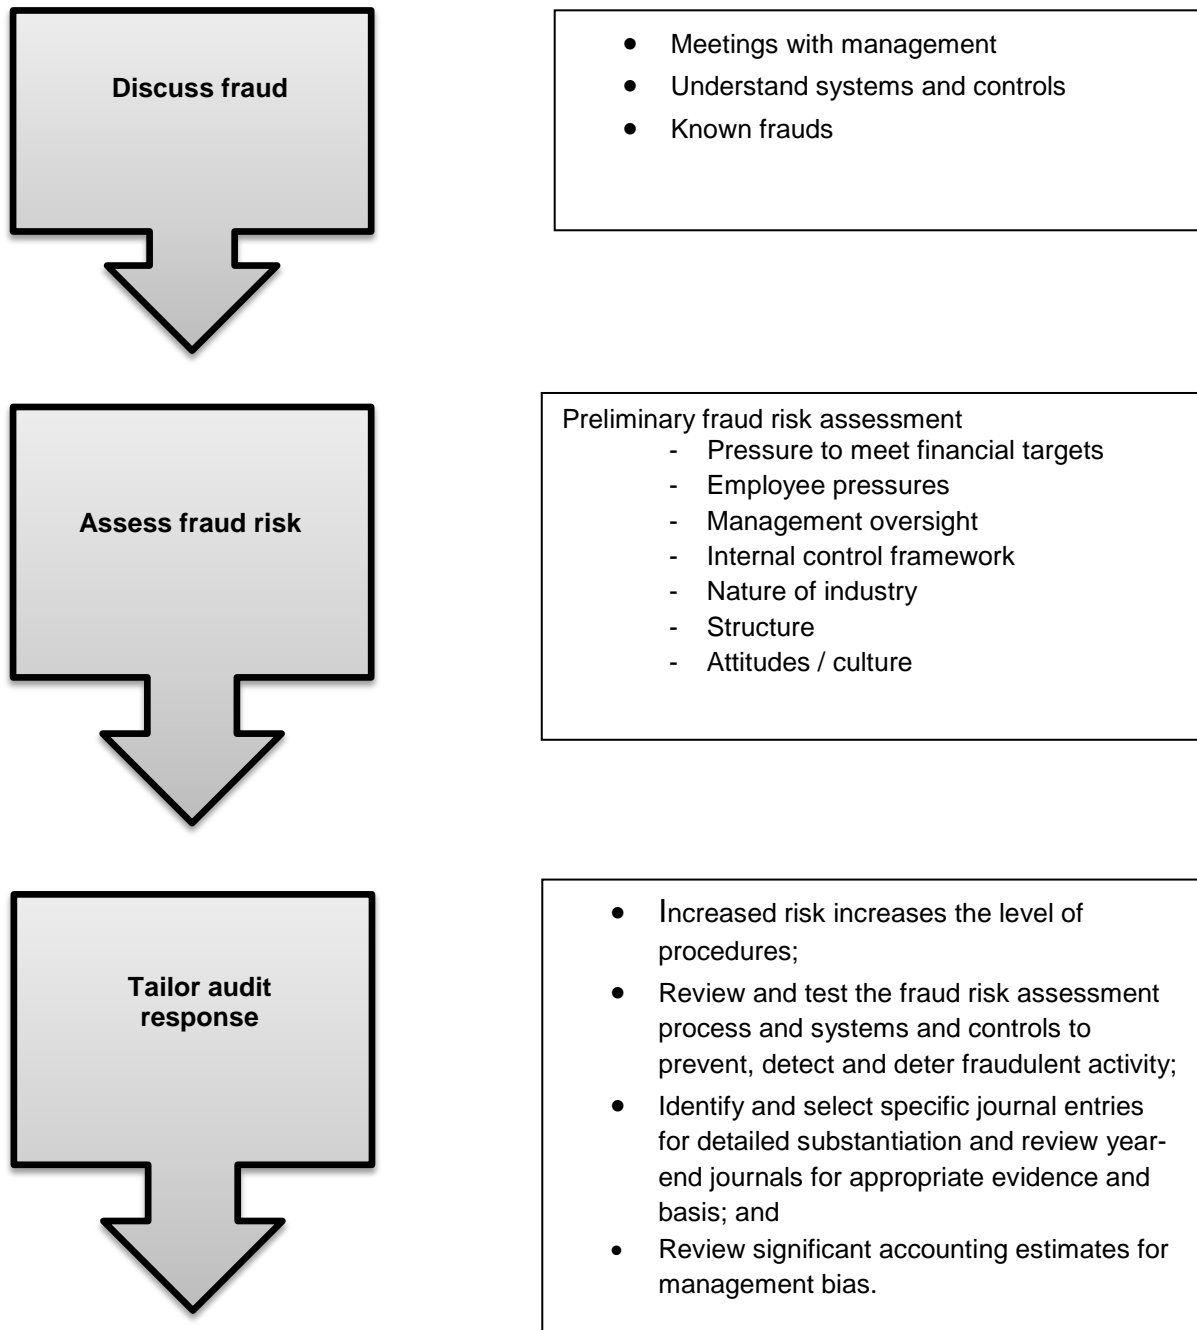 Discuss fraud
● Meetings with management
● Understand systems and controls
● Known frauds
Assess fraud risk
Preliminary fraud risk assessment
- Pressure to meet financial targets
- Employee pressures
- Management oversight
- Internal control framework
- Nature of industry
- Structure
- Attitudes / culture
Tailor audit
response
● Increased risk increases the level of
procedures;
● Review and test the fraud risk assessment
process and systems and controls to
prevent, detect and deter fraudulent activity;
● Identify and select specific journal entries
for detailed substantiation and review year-
end journals for appropriate evidence and
basis; and
● Review significant accounting estimates for
management bias.